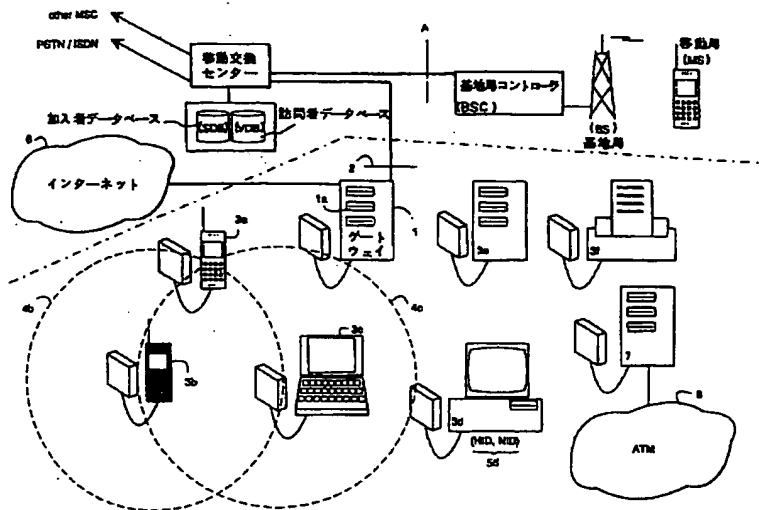 other MSC
PSTN / ISDN
移動交換
センター
A
基地局コントローラ
(BSC)
(BS)
基地局
移動局
(MS)
加入者データベース
(SDB)
(VDB)
訪問者データベース
6
インターネット
2
1a
ゲート
ウェイ
1
3a
3e
3f
4b
4c
3b
3c
3d
(HID, NID)
5d
7
8
ATM